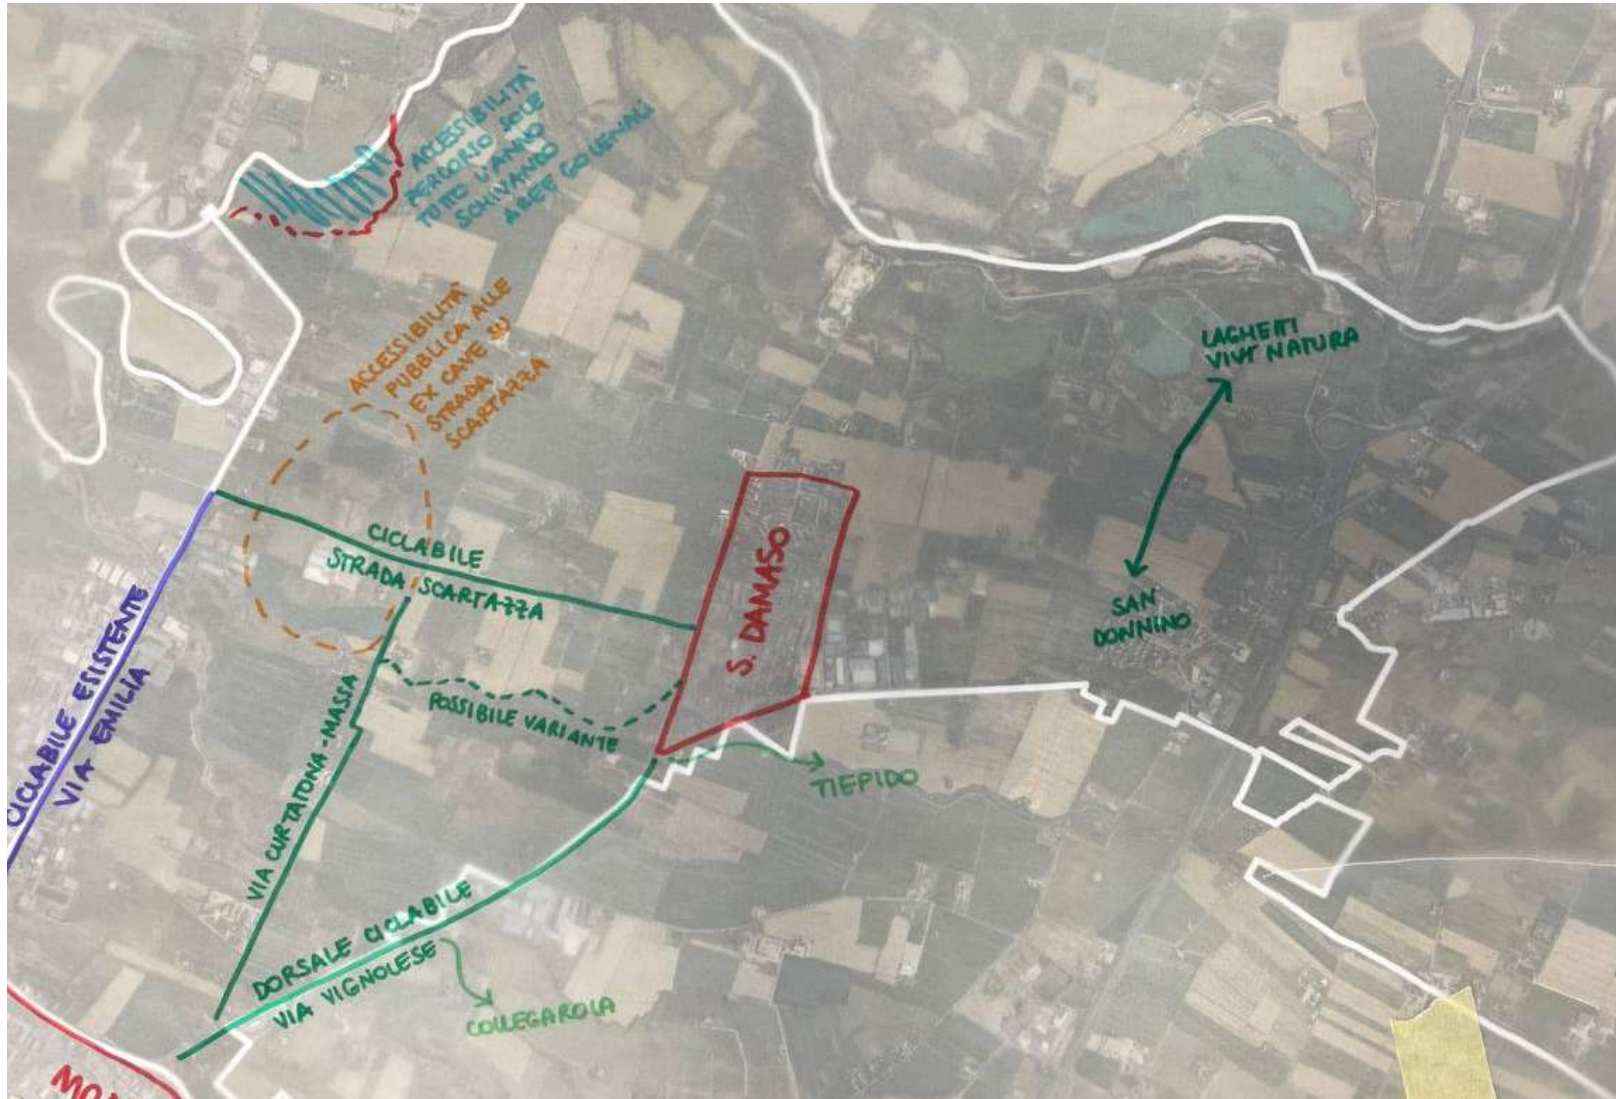 ACCESSIBILITÀ
PERCORSO SOLE
TUTTO L'ANNO
SCHIVANDO
AREE GOLENALI
ACCESSIBILITÀ
PUBBLICA ALLE
EX CAVE SU
STRADA
SCARTAZZA
LAGHETTI
NATURA
CICLABILE
STRADA SCARTAZZA
S. DAMASO
SAN
DONNINO
CICLABILE ESISTENTE
VIA EMILIA
VIA CURTATONA - MASSA
POSSIBILE VARIANTE
TIEPIDO
DORSALE CICLABILE
VIA VIGNOLESE
COLLEGAROLA